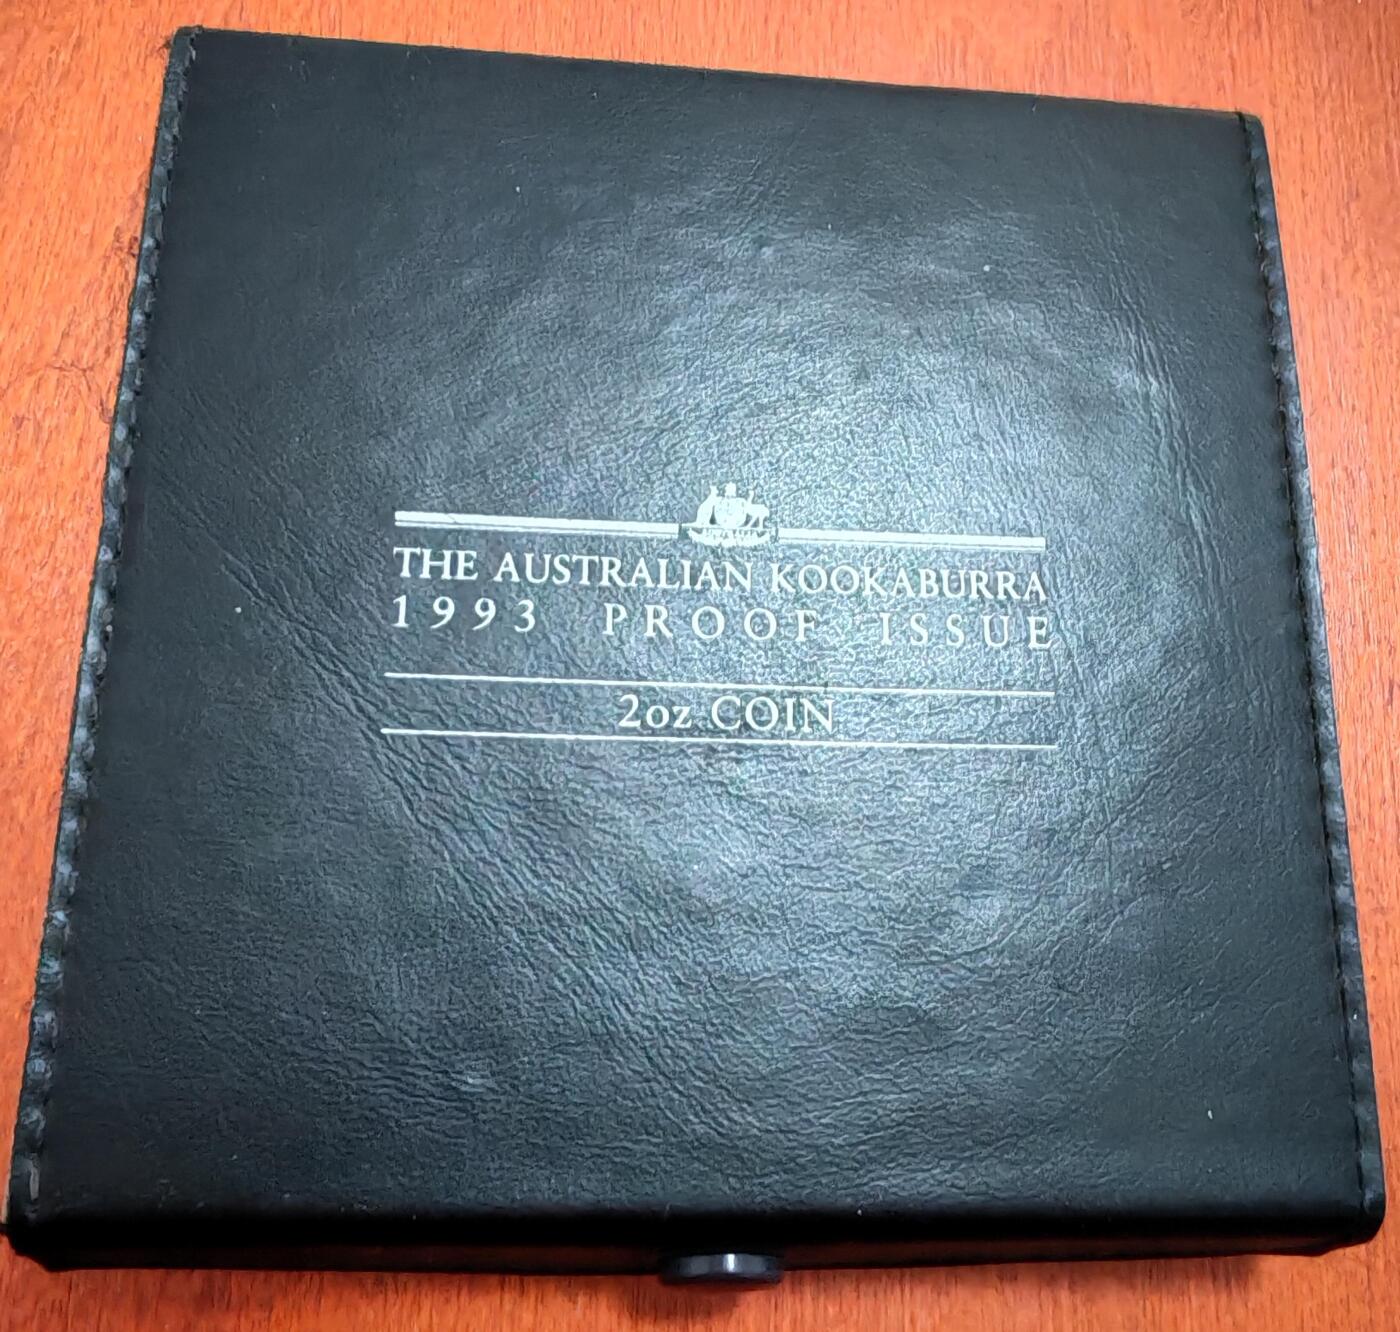 THE AUSTRALIAN KOOKABURRA
1993 PROOF ISSUE
2oz COIN